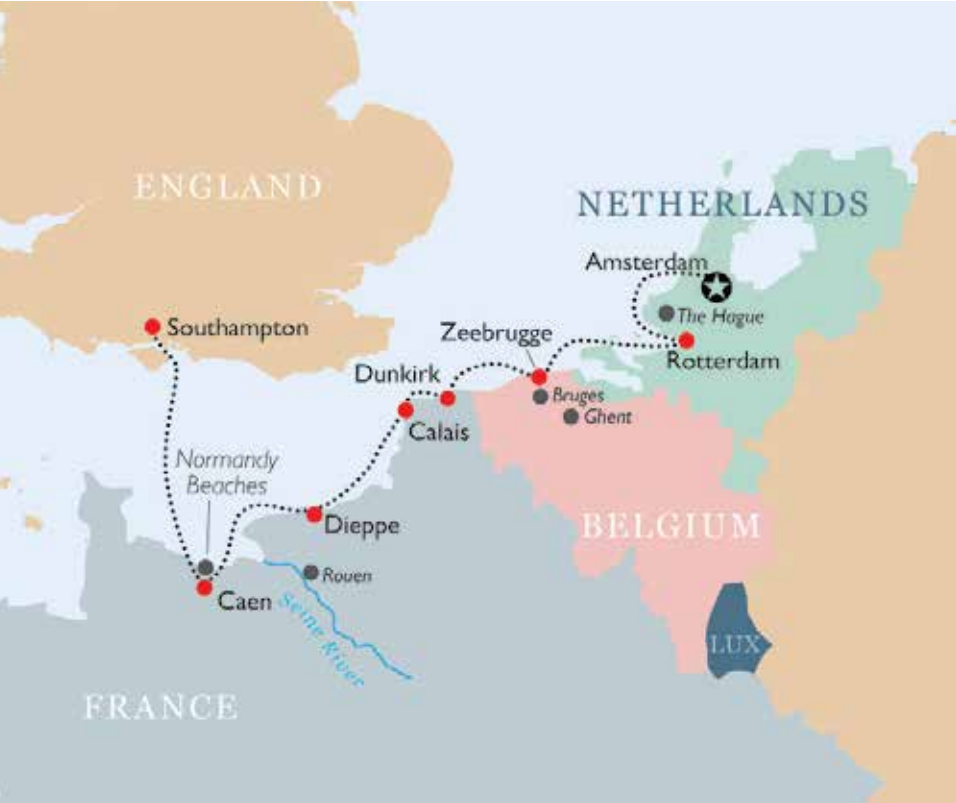 ENGLAND
NETHERLANDS
Amsterdam
The Hague
Southampton
Zeebrugge
Rotterdam
Dunkirk
Bruges
Ghent
Calais
Normandy
Beaches
Dieppe
BELGIUM
Rouen
Caen
Seine River
LUX
FRANCE